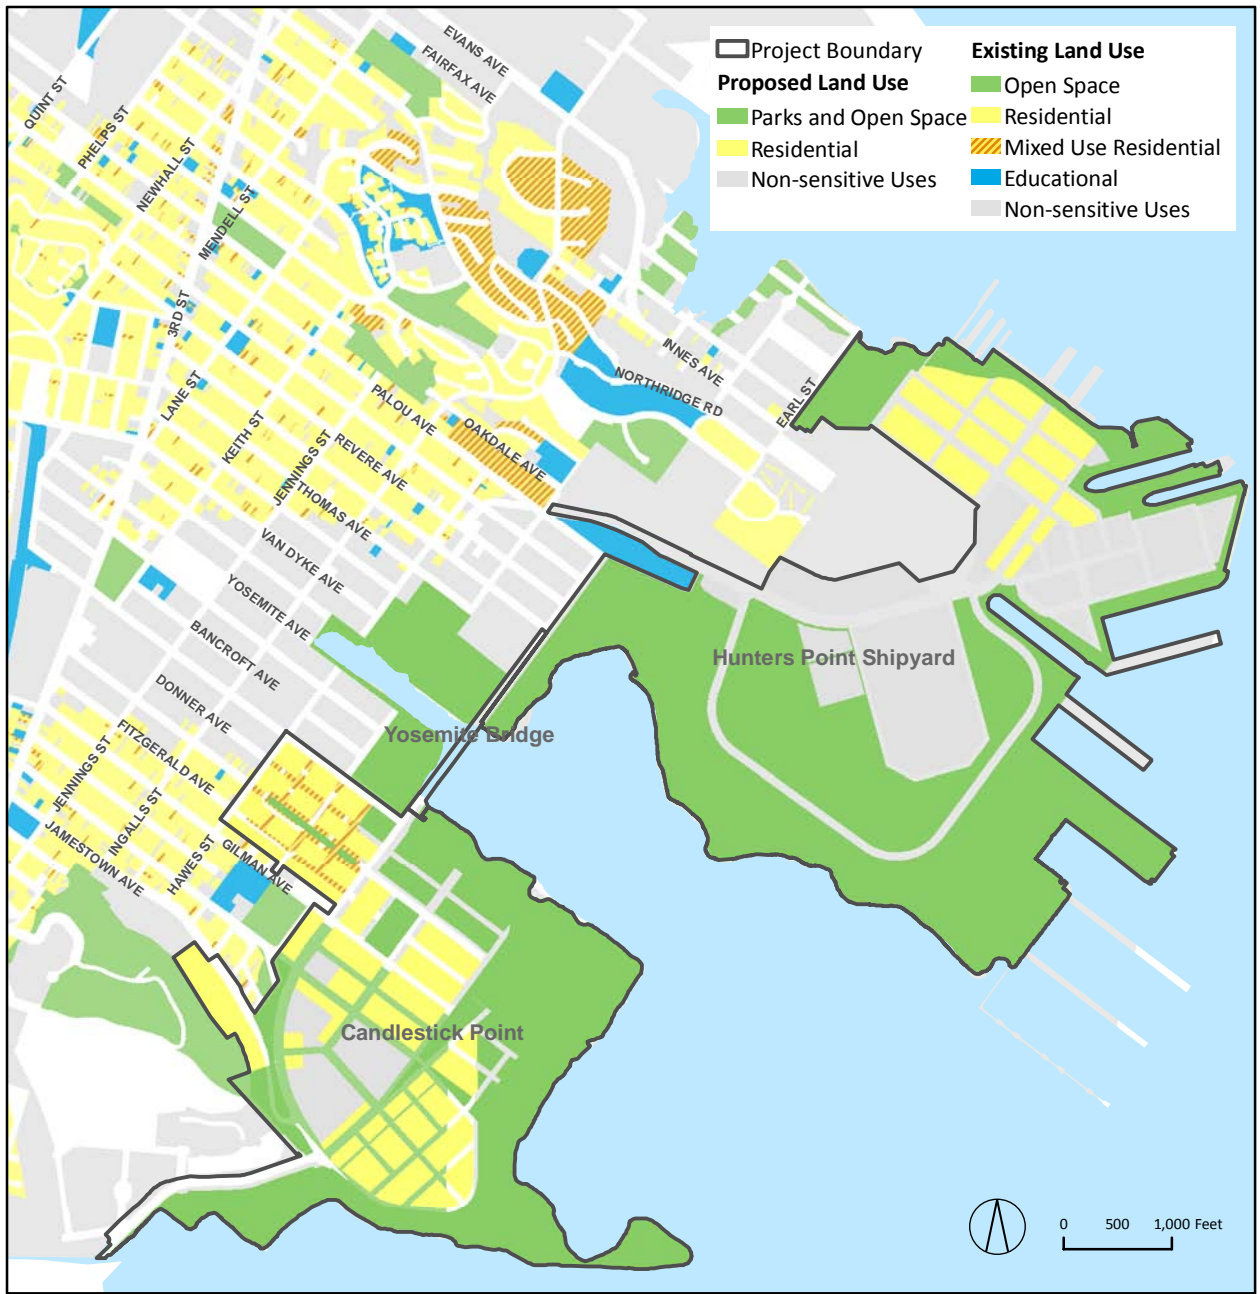 Project Boundary
Proposed Land Use
Parks and Open Space
Residential
Non-sensitive Uses
Existing Land Use
Open Space
Residential
Mixed Use Residential
Educational
Non-sensitive Uses
EVANS AVE
FAIRFAX AVE
QUINT ST
PHELPS ST
NEWHALL ST
MENDELL ST
3RD ST
LANE ST
KEITH ST
JENNINGS ST
PALOU AVE
OAKDALE AVE
REVERE AVE
THOMAS AVE
INNES AVE
NORTHRIDGE RD
EARL ST
VAN DYKE AVE
YOSEMITE AVE
BANCROFT AVE
DONNER AVE
FITZGERALD AVE
JENNINGS ST
INGALLS ST
HAWES ST
GILMAN AVE
JAMESTOWN AVE
Hunters Point Shipyard
Yosemite Bridge
Candlestick Point
0 500 1,000 Feet